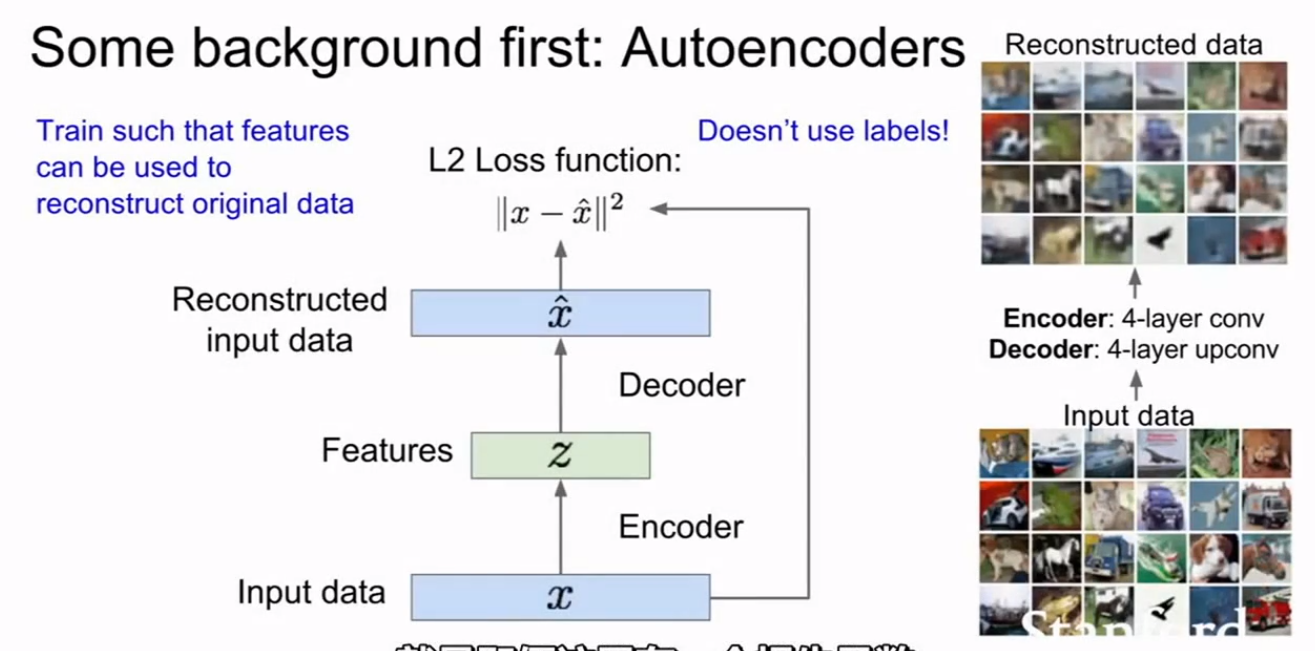 Some background first: Autoencoders
Train such that features
can be used to
reconstruct original data
Doesn't use labels!
L2 Loss function:
‖x − x̂‖²
Reconstructed
input data
x̂
Decoder
Features
z
Encoder
Input data
x
Reconstructed data
Encoder: 4-layer conv
Decoder: 4-layer upconv
Input data
Stanford